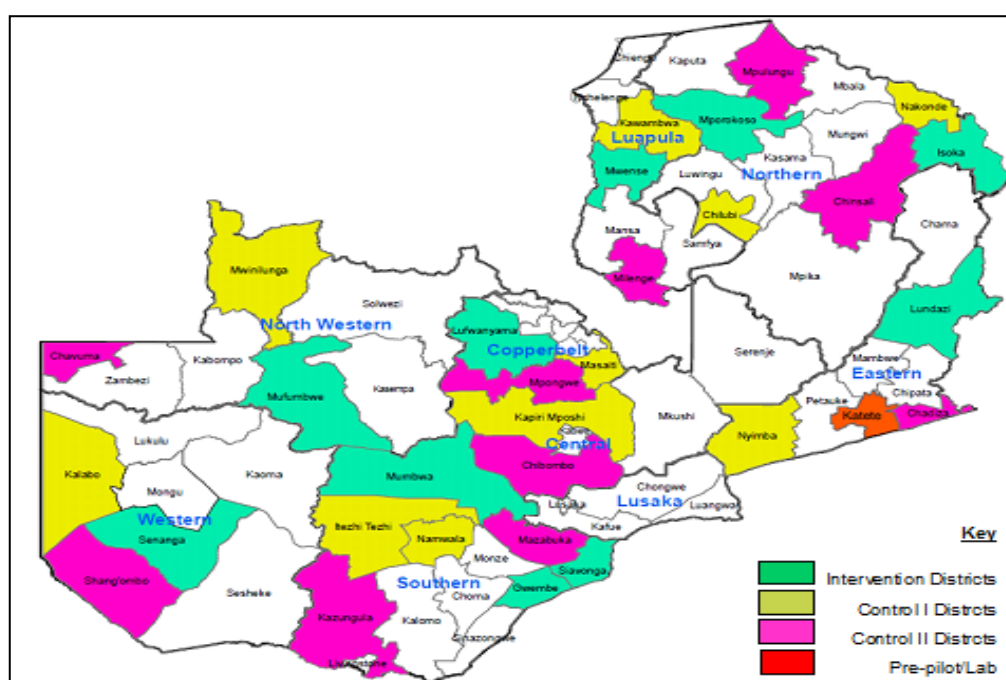 Chiengi
Kaputa
Mpulungu
Mbala
Nchelenge
Kawambwa
Luapula
Mporokoso
Nakonde
Mungwi
Isoka
Kasama
Northern
Mwense
Luwingu
Chinsali
Chilubi
Chama
Mansa
Samfya
Milenge
Mpika
Mwinilunga
Solwezi
Lundazi
North Western
Lufwanyama
Copperbelt
Serenje
Mambwe
Eastern
Chavuma
Kabompo
Zambezi
Masaiti
Mpongwe
Kasempa
Chipata
Petauke
Katete
Chadiza
Mufumbwe
Kapiri Mposhi
Mkushi
Kabwe
Central
Nyimba
Lukulu
Kalabo
Kaoma
Chibombo
Mumbwa
Mongu
Chongwe
Lusaka
Lusaka
Luangwa
Western
Senanga
Itezhi Tezhi
Namwala
Kafue
Mazabuka
Monze
Siavonga
Shang'ombo
Southern
Gwembe
Sesheke
Choma
Kazungula
Kalomo
Sinazongwe
Livingstone
Key
Intervention Districts
Control I Distrcts
Control II Distrcts
Pre-pilot/Lab